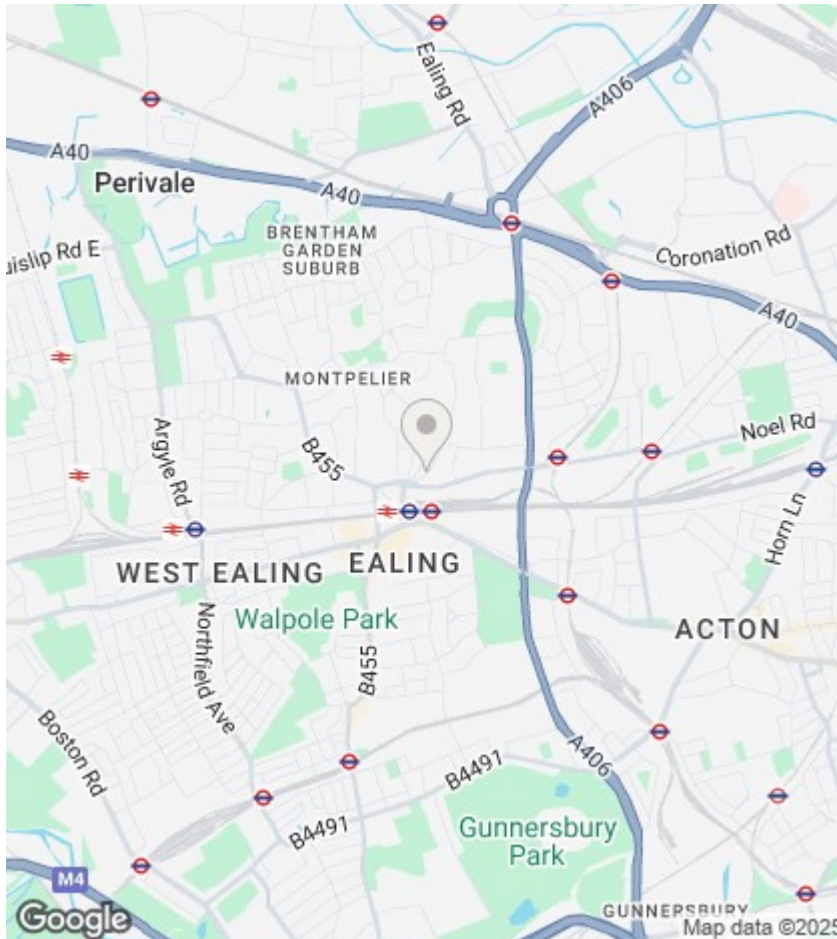 Ealing Rd
A406
A40
Perivale
A40
BRENTHAM
GARDEN
SUBURB
uislip Rd E
Coronation Rd
A40
MONTPELIER
Argyle Rd
B455
Noel Rd
Horn Ln
WEST EALING
EALING
Walpole Park
ACTON
Northfield Ave
B455
Boston Rd
A406
B4491
B4491
Gunnersbury
Park
M4
GUNNERSBURY
Google
Map data ©2025